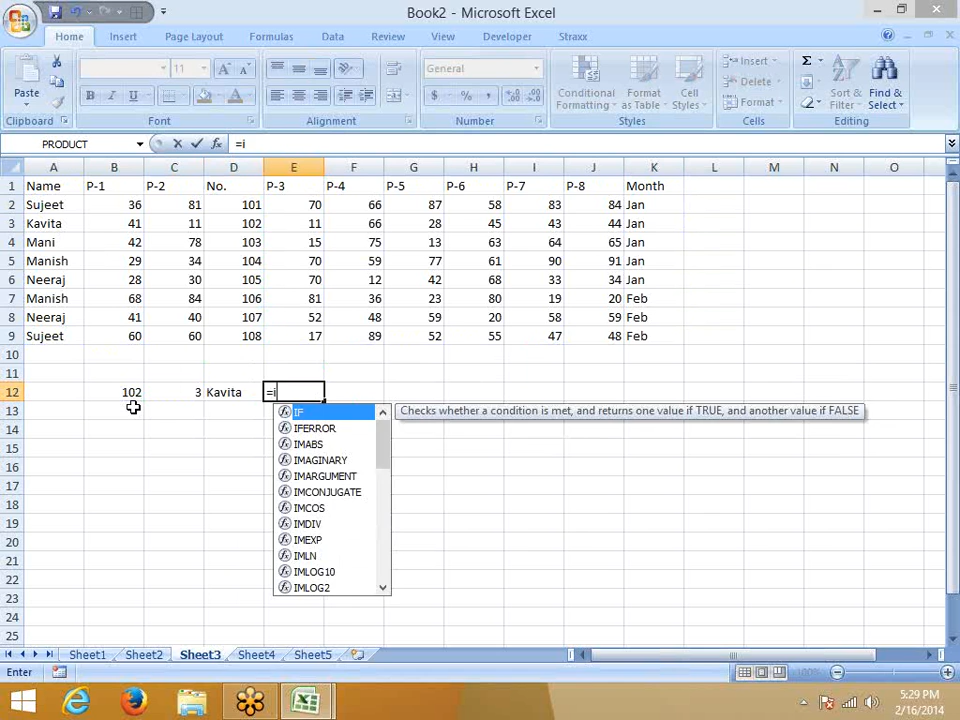 Book2 - Microsoft Excel
Home Insert Page Layout Formulas Data Review View Developer Straxx
Paste
11 A A
B I U A
General
$ % , .0 .00 .00 .0
Conditional Formatting Format as Table Cell Styles
Insert
Delete
Format
Σ
Sort & Filter Find & Select
Clipboard Font Alignment Number Styles Cells Editing
PRODUCT fx =i
A B C D E F G H I J K L M N O
1 Name P-1 P-2 No. P-3 P-4 P-5 P-6 P-7 P-8 Month
2 Sujeet 36 81 101 70 66 87 58 83 84 Jan
3 Kavita 41 11 102 11 66 28 45 43 44 Jan
4 Mani 42 78 103 15 75 13 63 64 65 Jan
5 Manish 29 34 104 70 59 77 61 90 91 Jan
6 Neeraj 28 30 105 70 12 42 68 33 34 Jan
7 Manish 68 84 106 81 36 23 80 19 20 Feb
8 Neeraj 41 40 107 52 48 59 20 58 59 Feb
9 Sujeet 60 60 108 17 89 52 55 47 48 Feb
10
11
12 102 3 Kavita =i
13 IF Checks whether a condition is met, and returns one value if TRUE, and another value if FALSE
14 IFERROR
15 IMABS
IMAGINARY
16 IMARGUMENT
17 IMCONJUGATE
18 IMCOS
19 IMDIV
20 IMEXP
21 IMLN
22 IMLOG10
IMLOG2
23
24
25
Sheet1 Sheet2 Sheet3 Sheet4 Sheet5
Enter 100%
5:29 PM
2/16/2014